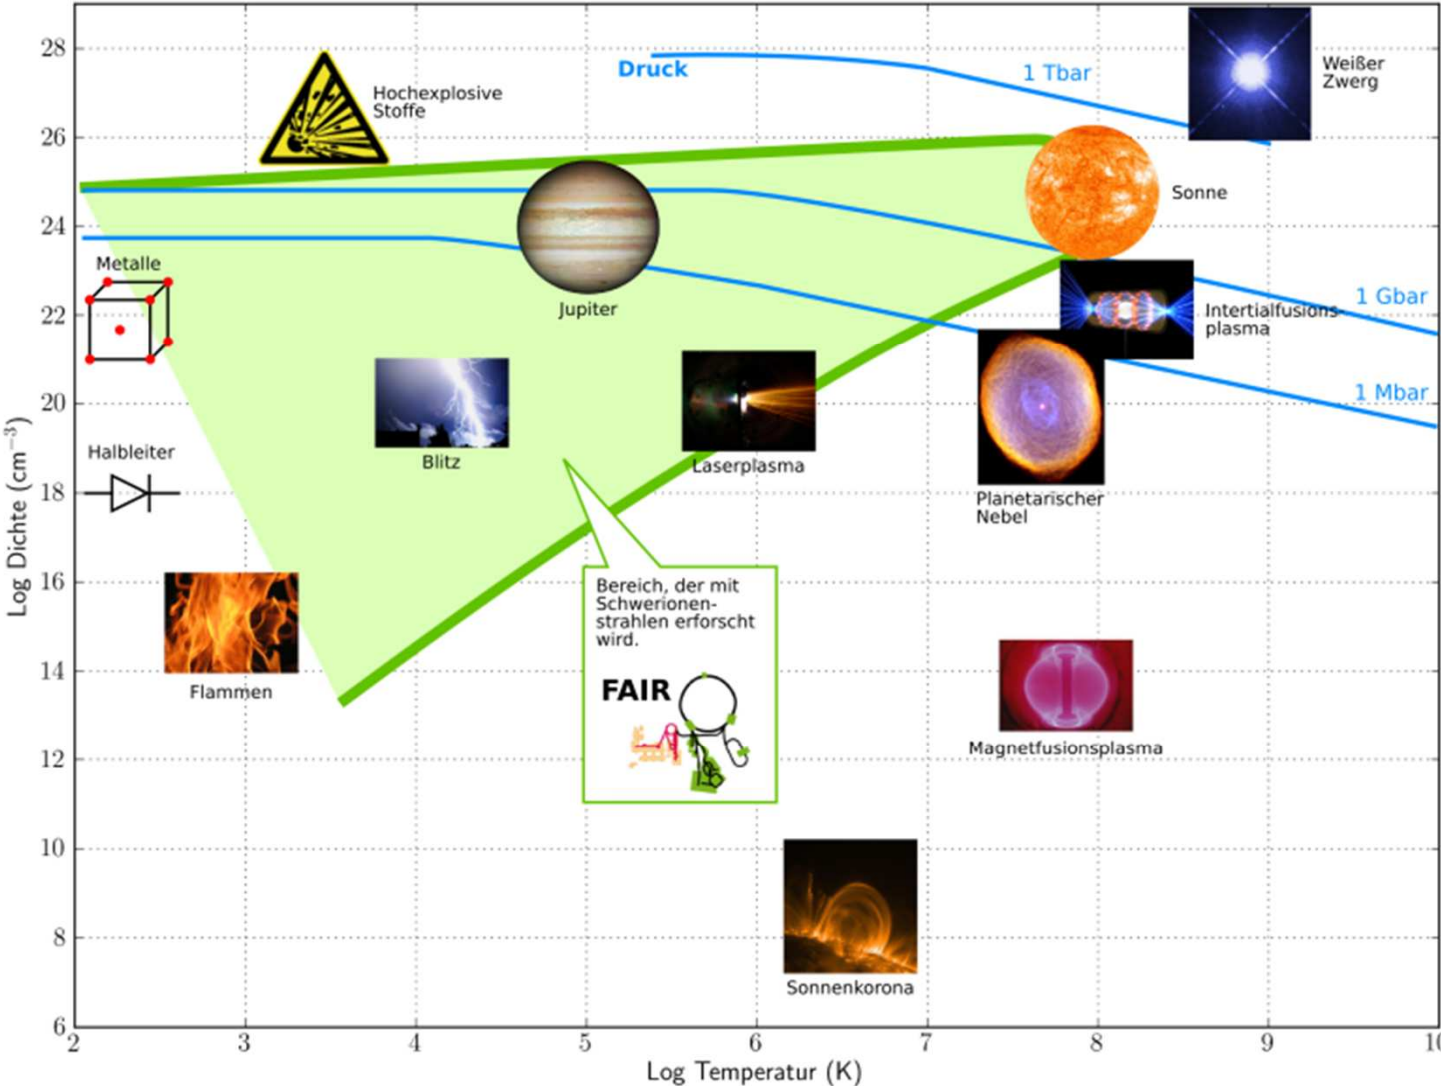 28
26
24
22
20
18
16
14
12
10
8
6
Log Dichte (cm⁻³)
2
3
4
5
6
7
8
9
10
Log Temperatur (K)
Hochexplosive
Stoffe
Druck
1 Tbar
Weißer
Zwerg
Sonne
Metalle
Jupiter
1 Gbar
Intertialfusions-
plasma
1 Mbar
Halbleiter
Blitz
Laserplasma
Planetarischer
Nebel
Bereich, der mit
Schwerionen-
strahlen erforscht
wird.
FAIR
Flammen
Magnetfusionsplasma
Sonnenkorona